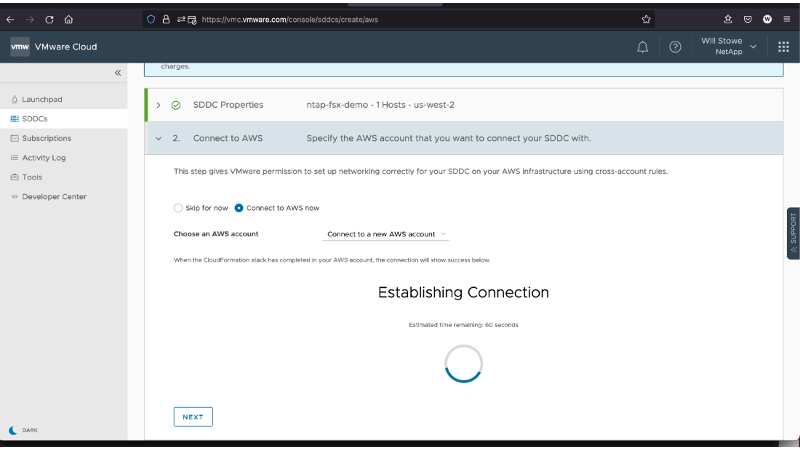 https://vmc.vmware.com/console/sddcs/create/aws
vmw VMware Cloud
Will Stowe
NetApp
charges.
Launchpad
SDDCs
Subscriptions
Activity Log
Tools
Developer Center
SDDC Properties ntap-fsx-demo - 1 Hosts - us-west-2
2. Connect to AWS Specify the AWS account that you want to connect your SDDC with.
This step gives VMware permission to set up networking correctly for your SDDC on your AWS infrastructure using cross-account rules.
Skip for now Connect to AWS now
Choose an AWS account Connect to a new AWS account
When the CloudFormation stack has completed in your AWS account, the connection will show success below.
Establishing Connection
Estimated time remaining: 60 seconds
NEXT
SUPPORT
DARK